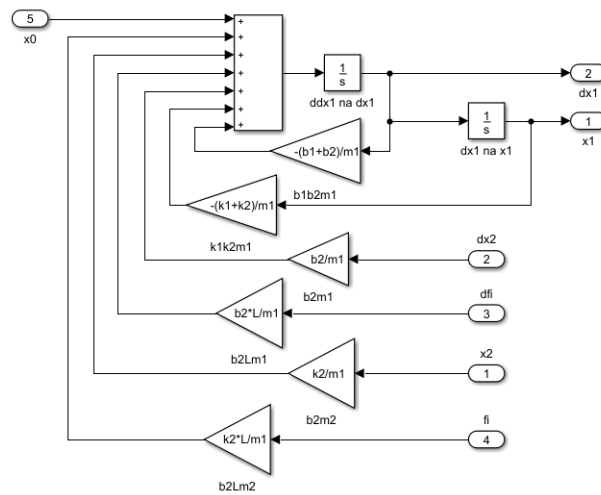 5
x0
+
+
+
+
+
+
+
1
s
ddx1 na dx1
2
dx1
1
s
dx1 na x1
1
x1
-(b1+b2)/m1
b1b2m1
-(k1+k2)/m1
k1k2m1
b2/m1
dx2
2
b2m1
b2*L/m1
dfi
3
b2Lm1
k2/m1
x2
1
b2m2
k2*L/m1
fi
4
b2Lm2